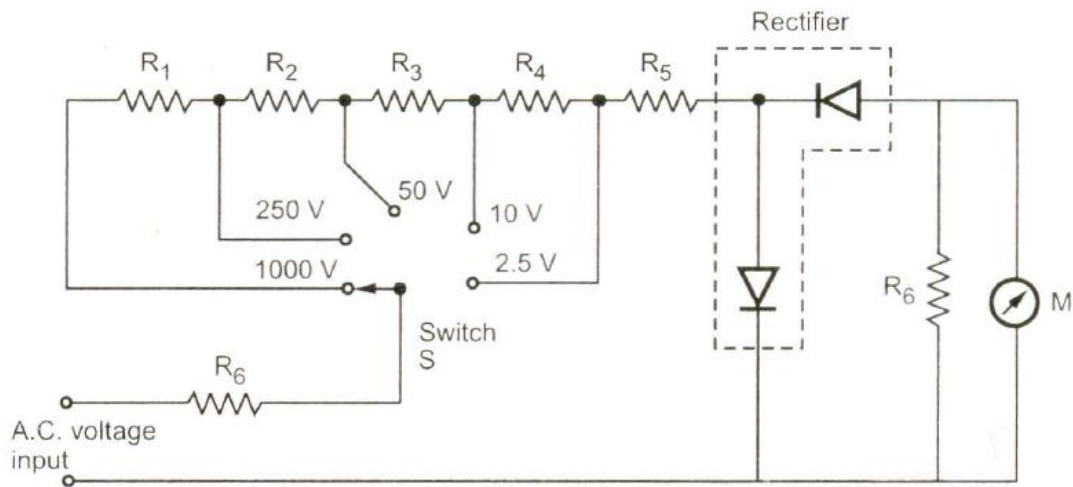 Rectifier
R1 R2 R3 R4 R5
50 V
250 V 10 V
1000 V 2.5 V
R6 M
Switch
S
R6
A.C. voltage
input